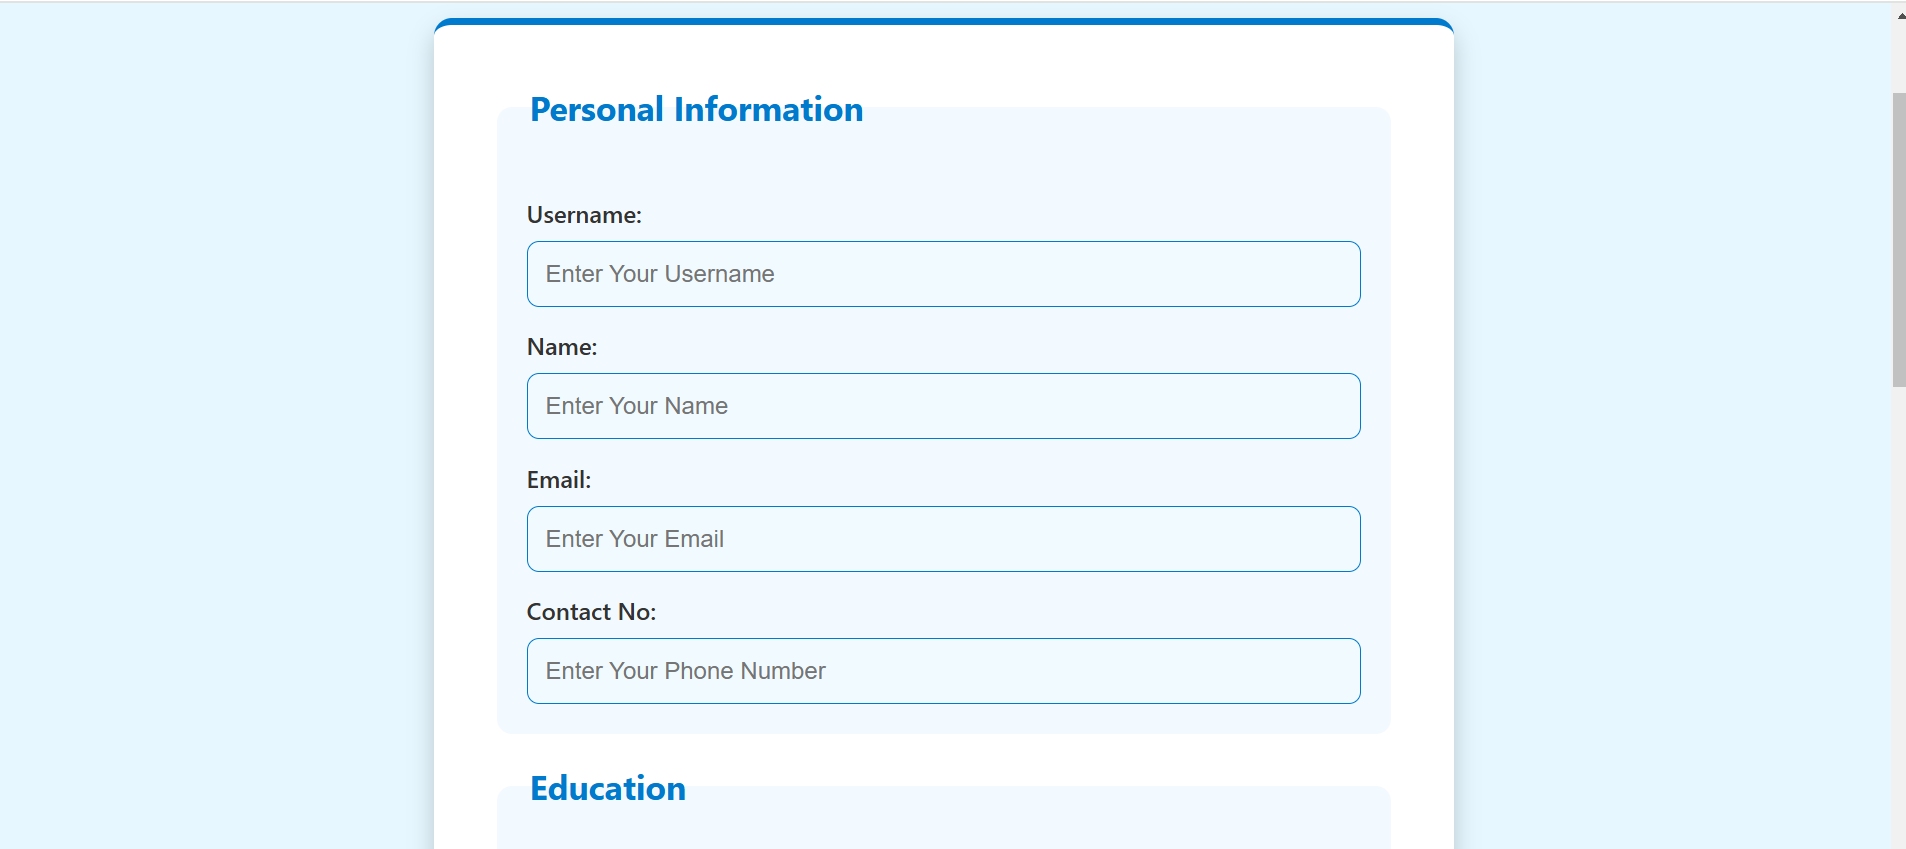 Personal Information
Username:
Enter Your Username
Name:
Enter Your Name
Email:
Enter Your Email
Contact No:
Enter Your Phone Number
Education